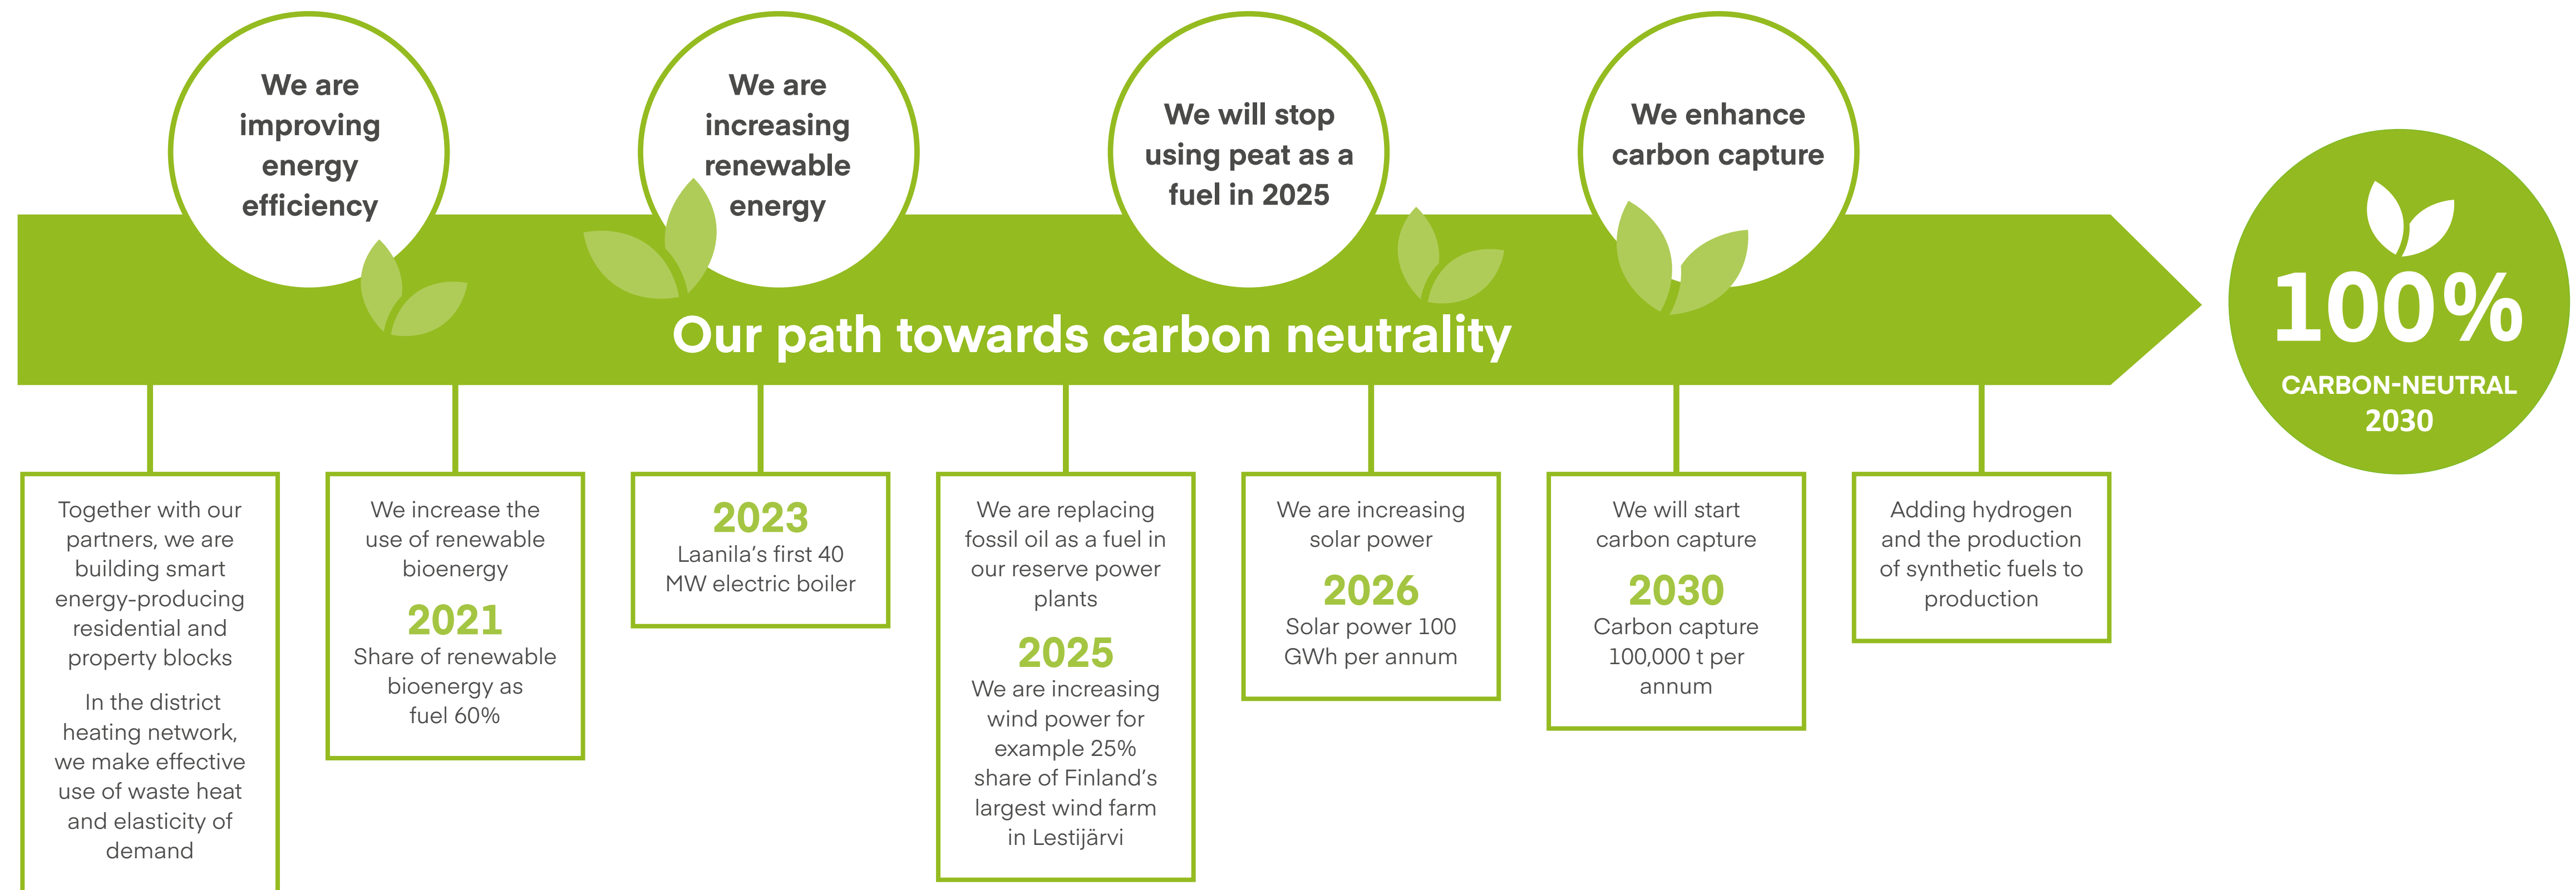 We are
improving
energy
efficiency
We are
increasing
renewable
energy
We will stop
using peat as a
fuel in 2025
We enhance
carbon capture
Our path towards carbon neutrality
100%
CARBON-NEUTRAL
2030
Together with our
partners, we are
building smart
energy-producing
residential and
property blocks
In the district
heating network,
we make effective
use of waste heat
and elasticity of
demand
We increase the
use of renewable
bioenergy
2021
Share of renewable
bioenergy as
fuel 60%
2023
Laanila’s first 40
MW electric boiler
We are replacing
fossil oil as a fuel in
our reserve power
plants
2025
We are increasing
wind power for
example 25%
share of Finland’s
largest wind farm
in Lestijärvi
We are increasing
solar power
2026
Solar power 100
GWh per annum
We will start
carbon capture
2030
Carbon capture
100,000 t per
annum
Adding hydrogen
and the production
of synthetic fuels to
production